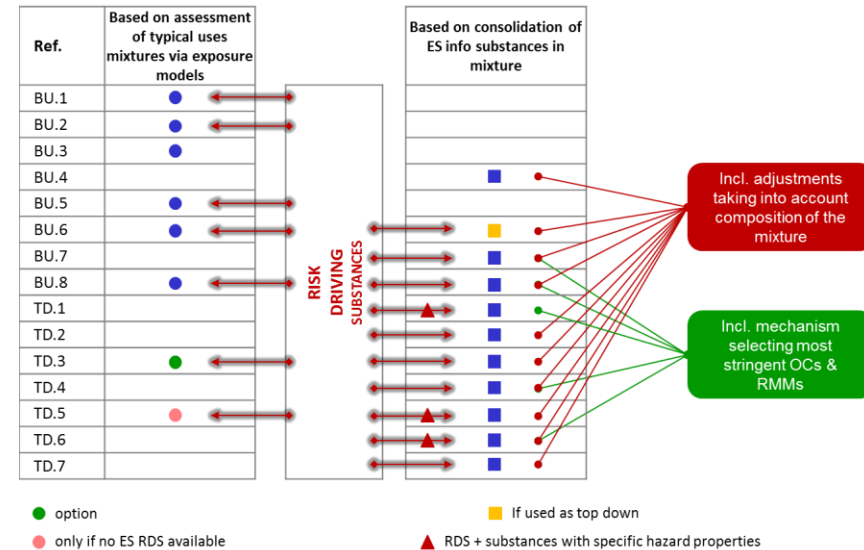 Ref.
Based on assessment
of typical uses
mixtures via exposure
models
Based on consolidation of
ES info substances in
mixture
BU.1
BU.2
BU.3
BU.4
BU.5
BU.6
BU.7
BU.8
TD.1
TD.2
TD.3
TD.4
TD.5
TD.6
TD.7
RISK
DRIVING
SUBSTANCES
Incl. adjustments
taking into account
composition of the
mixture
Incl. mechanism
selecting most
stringent OCs &
RMMs
option
only if no ES RDS available
If used as top down
RDS + substances with specific hazard properties